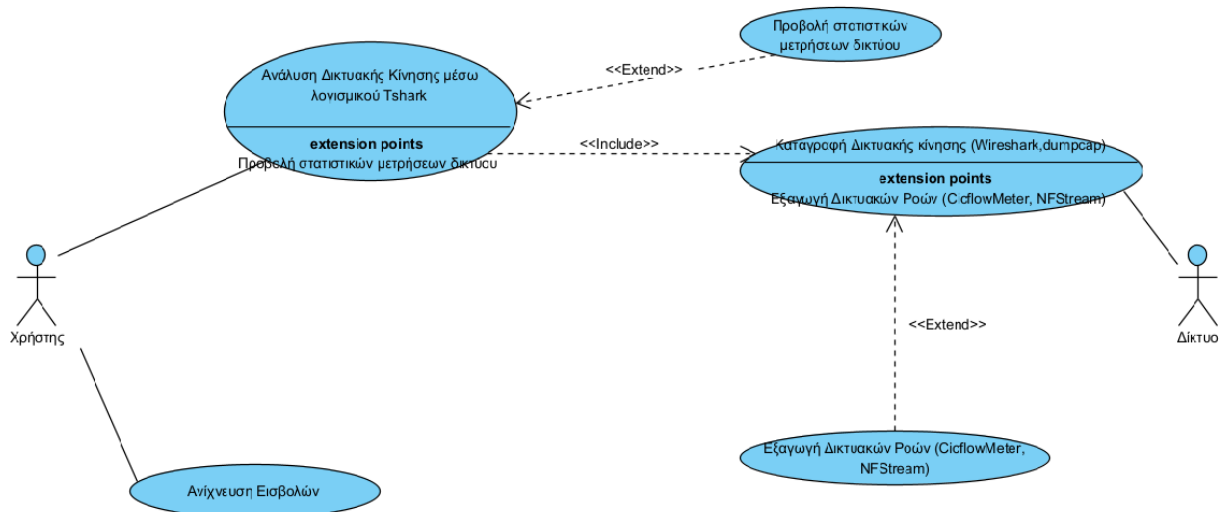 Προβολή στατιστικών
μετρήσεων δικτύου
<<Extend>>
Ανάλυση Δικτυακής Κίνησης μέσω
λογισμικού Tshark
extension points
Προβολή στατιστικών μετρήσεων δικτύου
<<Include>>
Καταγραφή Δικτυακής κίνησης (Wireshark,dumpcap)
extension points
Εξαγωγή Δικτυακών Ροών (CicflowMeter, NFStream)
Χρήστης
Δίκτυο
<<Extend>>
Εξαγωγή Δικτυακών Ροών (CicflowMeter,
NFStream)
Ανίχνευση Εισβολών